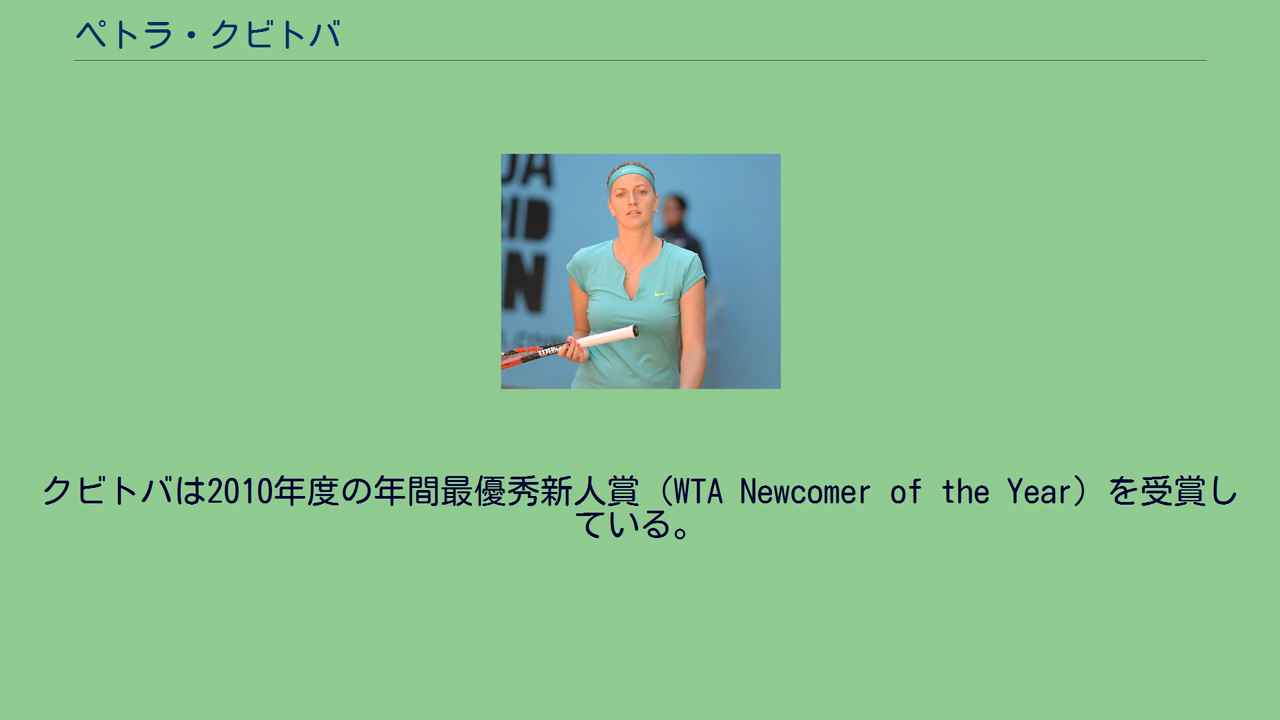 ペトラ・クビトバ
UA
RID
N
クビトバは2010年度の年間最優秀新人賞（WTA Newcomer of the Year）を受賞し
ている。